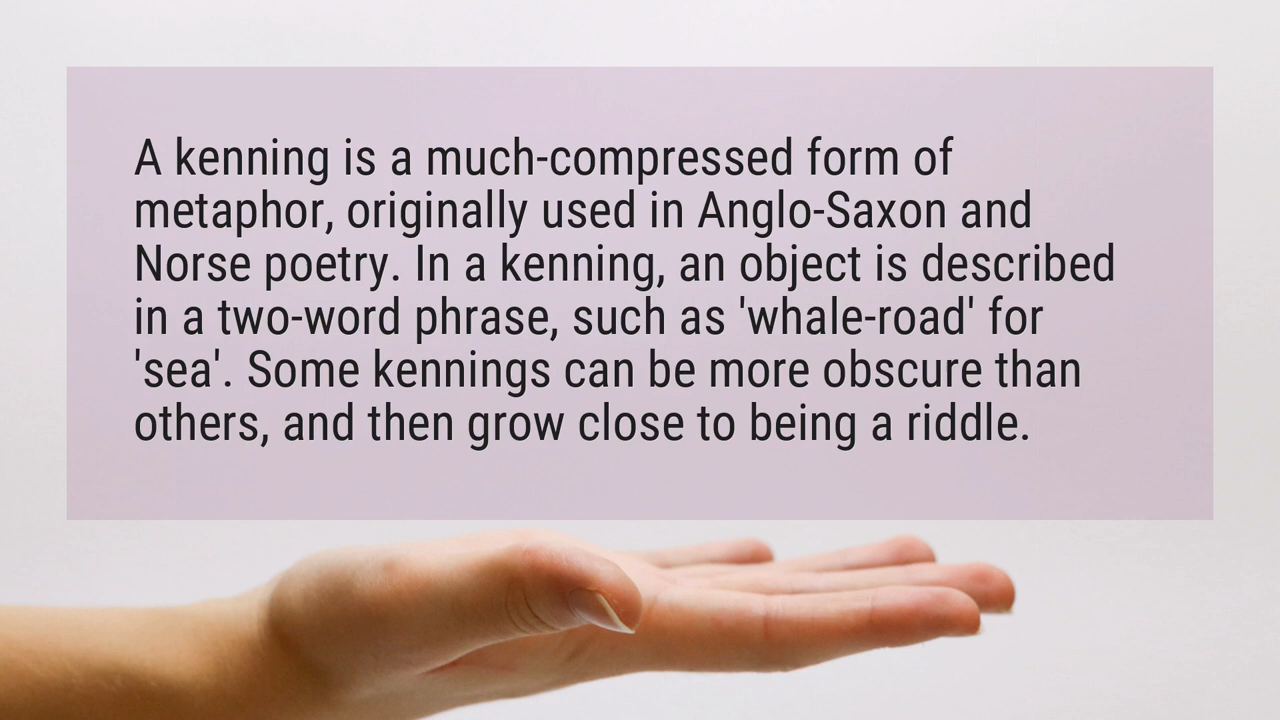 A kenning is a much-compressed form of
metaphor, originally used in Anglo-Saxon and
Norse poetry. In a kenning, an object is described
in a two-word phrase, such as 'whale-road' for
'sea'. Some kennings can be more obscure than
others, and then grow close to being a riddle.